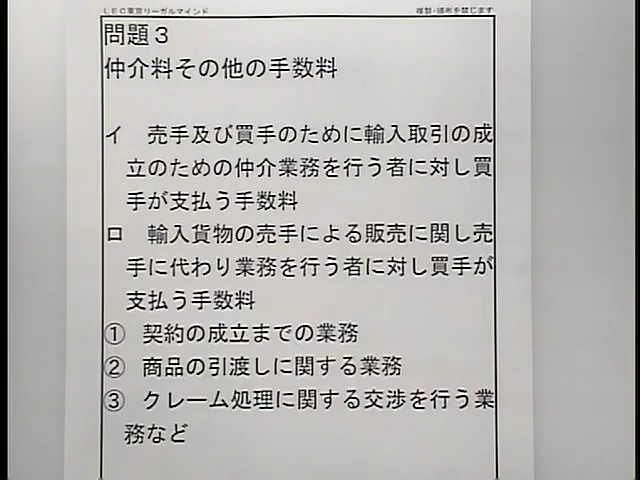 LEC東京リーガルマインド
複製・頒布を禁じます
問題３
仲介料その他の手数料
イ　売手及び買手のために輸入取引の成
立のための仲介業務を行う者に対し買
手が支払う手数料
ロ　輸入貨物の売手による販売に関し売
手に代わり業務を行う者に対し買手が
支払う手数料
①　契約の成立までの業務
②　商品の引渡しに関する業務
③　クレーム処理に関する交渉を行う業
務など